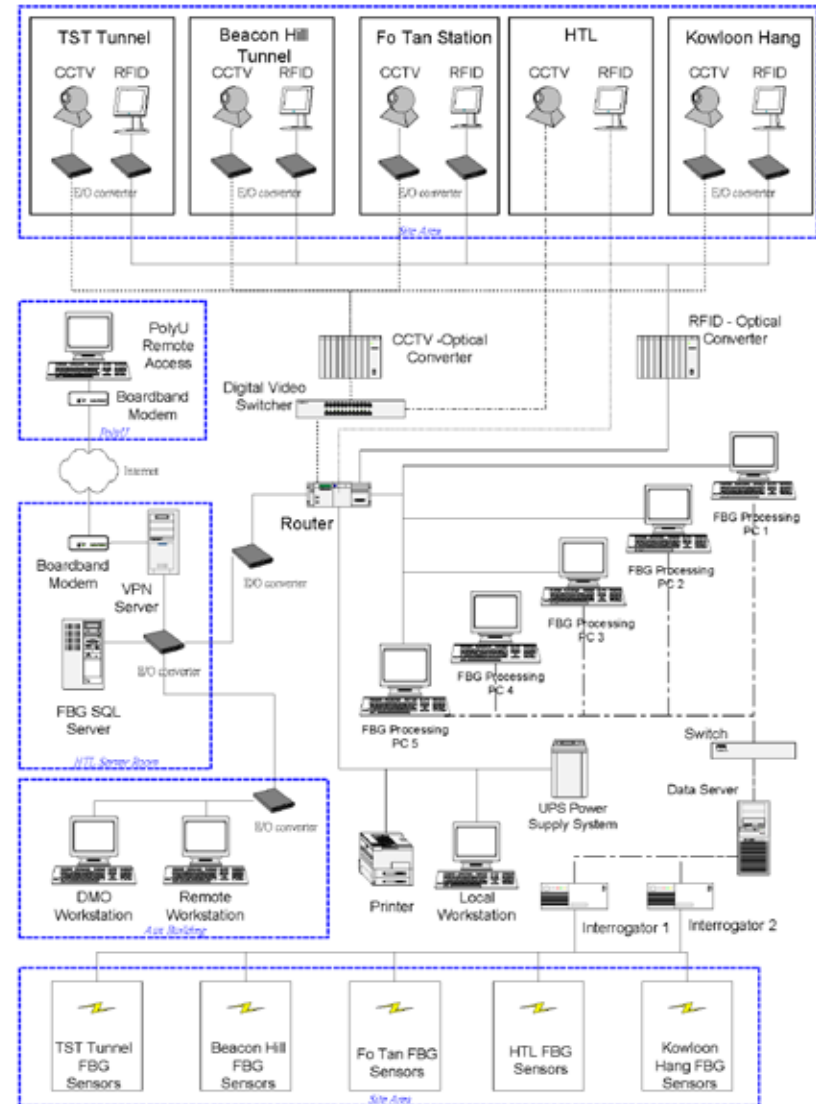 TST Tunnel
Beacon Hill
Tunnel
Fo Tan Station
HTL
Kowloon Hang
CCTV RFID
CCTV RFID
CCTV RFID
CCTV RFID
CCTV RFID
E/O converter
E/O converter
E/O converter
E/O converter
Site Area
PolyU
Remote
Access
Boardband
Modem
PolyU
CCTV -Optical
Converter
RFID - Optical
Converter
Digital Video
Switcher
Internet
Router
FBG Processing
PC 1
FBG Processing
PC 2
FBG Processing
PC 3
FBG Processing
PC 4
FBG Processing
PC 5
Boardband
Modem
VPN
Server
E/O converter
E/O converter
FBG SQL
Server
HTL Server Room
Switch
Data Server
UPS Power
Supply System
E/O converter
DMO
Workstation
Remote
Workstation
Aux Building
Printer
Local
Workstation
Interrogator 1
Interrogator 2
TST Tunnel
FBG
Sensors
Beacon Hill
FBG
Sensors
Fo Tan FBG
Sensors
HTL FBG
Sensors
Kowloon
Hang FBG
Sensors
Site Area